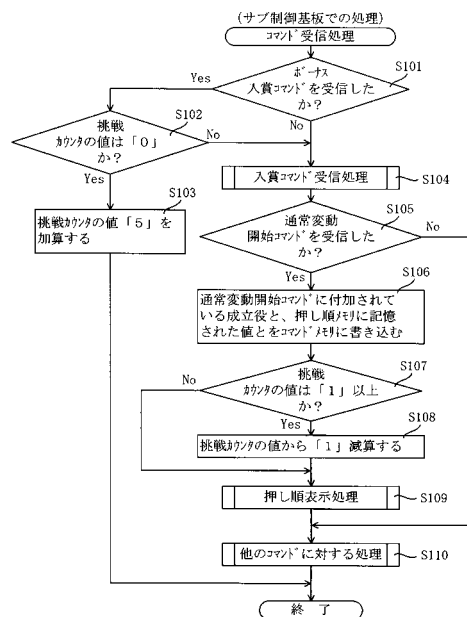 (サブ制御基板での処理)
コマンド受信処理
S101
ボーナス
入賞コマンドを受信した
か?
Yes
No
S102
挑戦
カウンタの値は「0」
か?
No
Yes
S103
挑戦カウンタの値「5」を
加算する
入賞コマンド受信処理
S104
S105
通常変動
開始コマンドを受信した
か?
No
Yes
S106
通常変動開始コマンドに付加されて
いる成立役と、押し順メモリに記憶
された値とをコマンドメモリに書き込む
S107
挑戦
カウンタの値は「1」以上
か?
No
Yes
S108
挑戦カウンタの値から「1」減算する
押し順表示処理
S109
他のコマンドに対する処理
S110
終 了